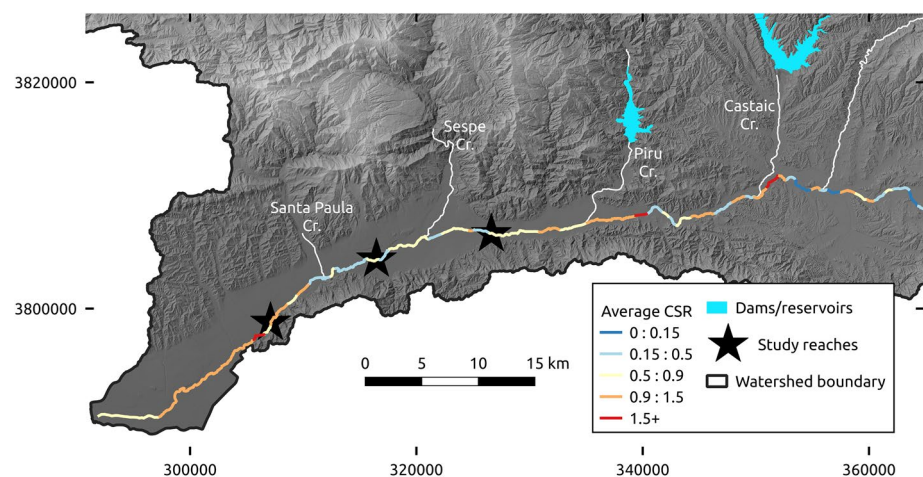 3820000
3800000
300000
320000
340000
360000
Sespe
Cr.
Santa Paula
Cr.
Piru
Cr.
Castaic
Cr.
0 5 10 15 km
Average CSR
0 : 0.15
0.15 : 0.5
0.5 : 0.9
0.9 : 1.5
1.5+
Dams/reservoirs
Study reaches
Watershed boundary